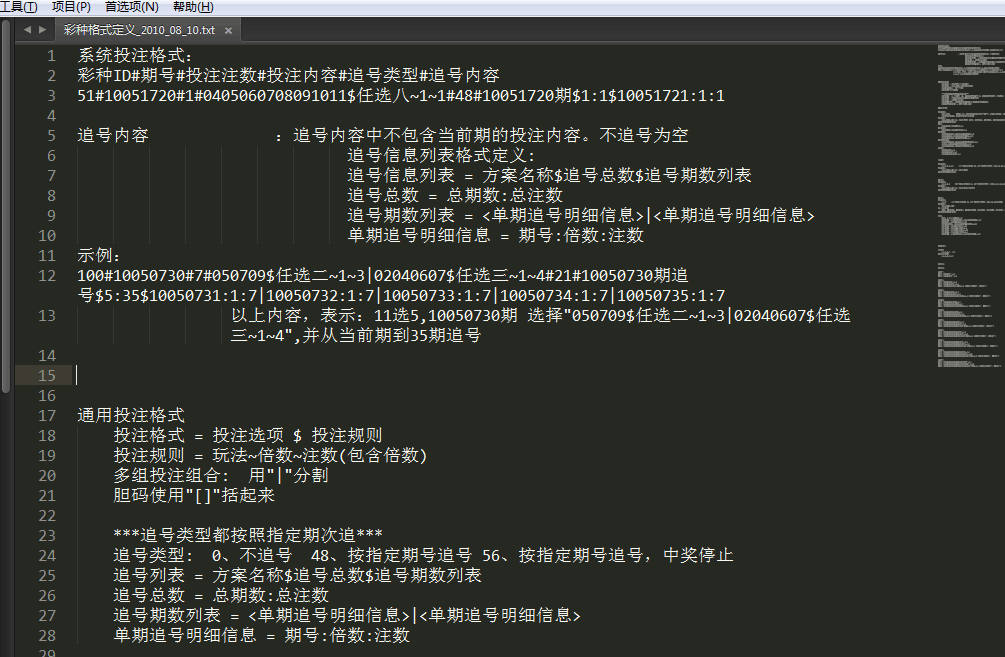 工具(T) 项目(P) 首选项(N) 帮助(H)
彩种格式定义_2010_08_10.txt ×
1 系统投注格式:
2 彩种ID#期号#投注注数#投注内容#追号类型#追号内容
3 51#10051720#1#0405060708091011$任选八~1~1#48#10051720期$1:1$10051721:1:1
4
5 追号内容 : 追号内容中不包含当前期的投注内容。不追号为空
6 追号信息列表格式定义:
7 追号信息列表 = 方案名称$追号总数$追号期数列表
8 追号总数 = 总期数:总注数
9 追号期数列表 = <单期追号明细信息>|<单期追号明细信息>
10 单期追号明细信息 = 期号:倍数:注数
11 示例:
12 100#10050730#7#050709$任选二~1~3|02040607$任选三~1~4#21#10050730期追
号$5:35$10050731:1:7|10050732:1:7|10050733:1:7|10050734:1:7|10050735:1:7
13 以上内容，表示: 11选5,10050730期 选择"050709$任选二~1~3|02040607$任选
三~1~4",并从当前期到35期追号
14
15
16
17 通用投注格式
18 投注格式 = 投注选项 $ 投注规则
19 投注规则 = 玩法~倍数~注数(包含倍数)
20 多组投注组合: 用"|"分割
21 胆码使用"[]"括起来
22
23 ***追号类型都按照指定期次追***
24 追号类型: 0、不追号 48、按指定期号追号 56、按指定期号追号，中奖停止
25 追号列表 = 方案名称$追号总数$追号期数列表
26 追号总数 = 总期数:总注数
27 追号期数列表 = <单期追号明细信息>|<单期追号明细信息>
28 单期追号明细信息 = 期号:倍数:注数
29